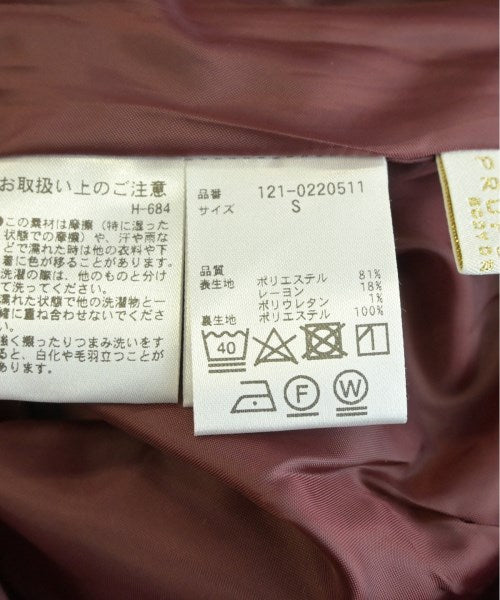 お取扱い上のご注意
H-684
この素材は摩擦(特に湿った
状態での摩擦)や、汗や雨な
どで濡れた時は他の衣料や下
着に色が移ることがあります。
洗濯の際は、他のものと分け
て洗ってください。
濡れた状態で他の洗濯物と一
緒に重ね合わせないでくださ
い。
強く擦ったりつまみ洗いをす
ると、白化や毛羽立つことが
あります。
品番 121-0220511
サイズ S
品質
表生地 ポリエステル 81%
レーヨン 18%
ポリウレタン 1%
裏生地 ポリエステル 100%
40
F
W